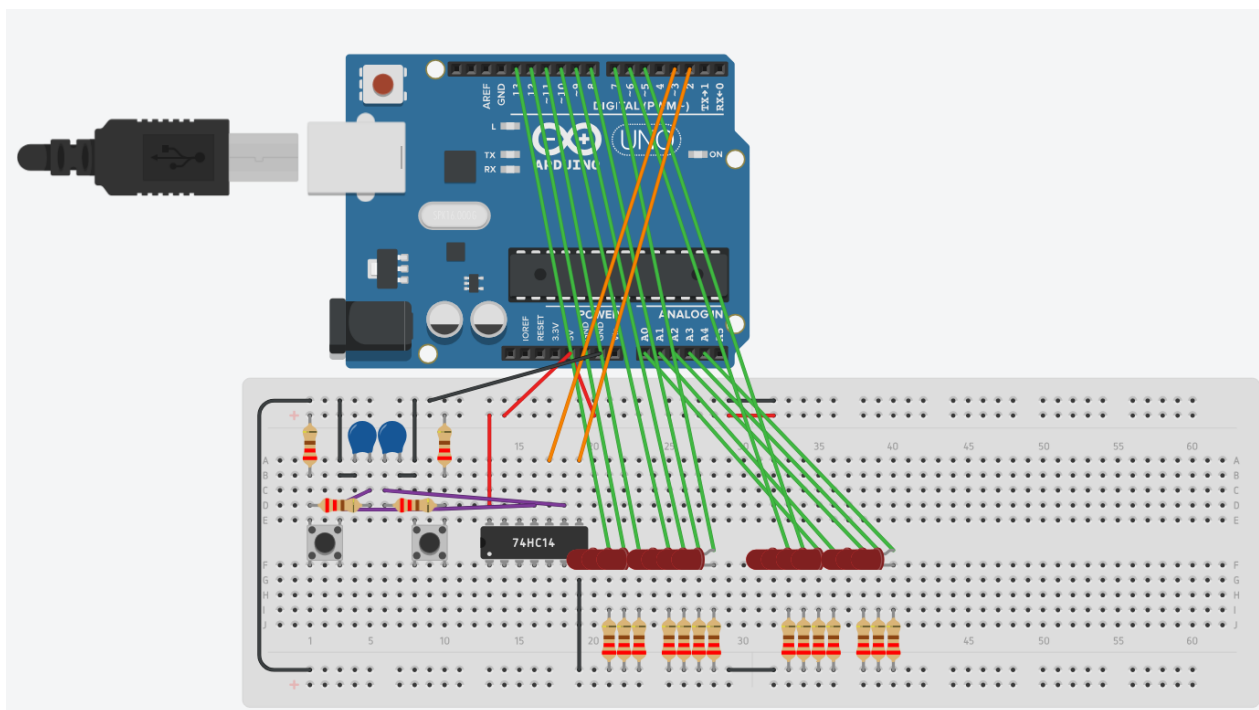 AREF
GND
13
12
~11
~10
~9
8
7
~6
~5
4
~3
2
TX→1
RX←0
DIGITAL (PWM~)
L
TX
RX
ARDUINO
UNO
ON
IOREF
RESET
3.3V
5V
GND
GND
POWER
ANALOG IN
A0
A1
A2
A3
A4
A5
+
15
20
25
35
40
45
50
55
60
A
B
C
D
E
A
B
C
D
E
74HC14
F
G
H
I
J
F
G
H
I
J
1
5
10
15
20
30
35
40
45
50
55
60
+